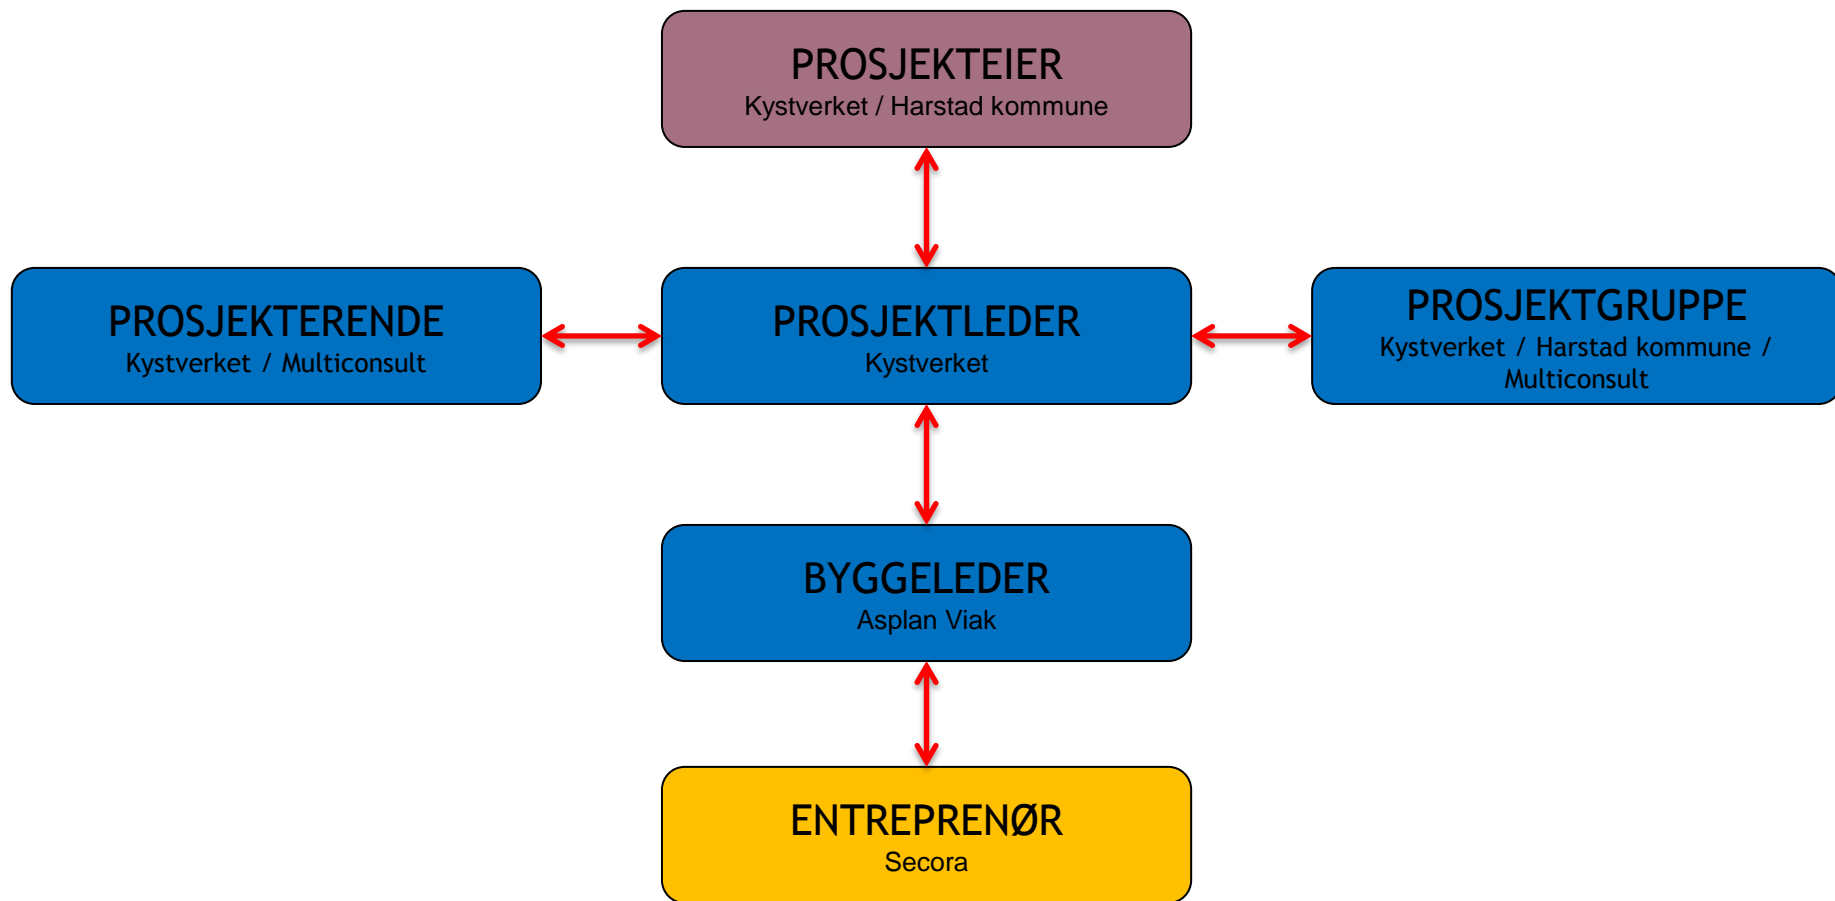 PROSJEKTEIER
Kystverket / Harstad kommune
PROSJEKTERENDE
Kystverket / Multiconsult
PROSJEKTLEDER
Kystverket
PROSJEKTGRUPPE
Kystverket / Harstad kommune /
Multiconsult
BYGGELEDER
Asplan Viak
ENTREPRENØR
Secora